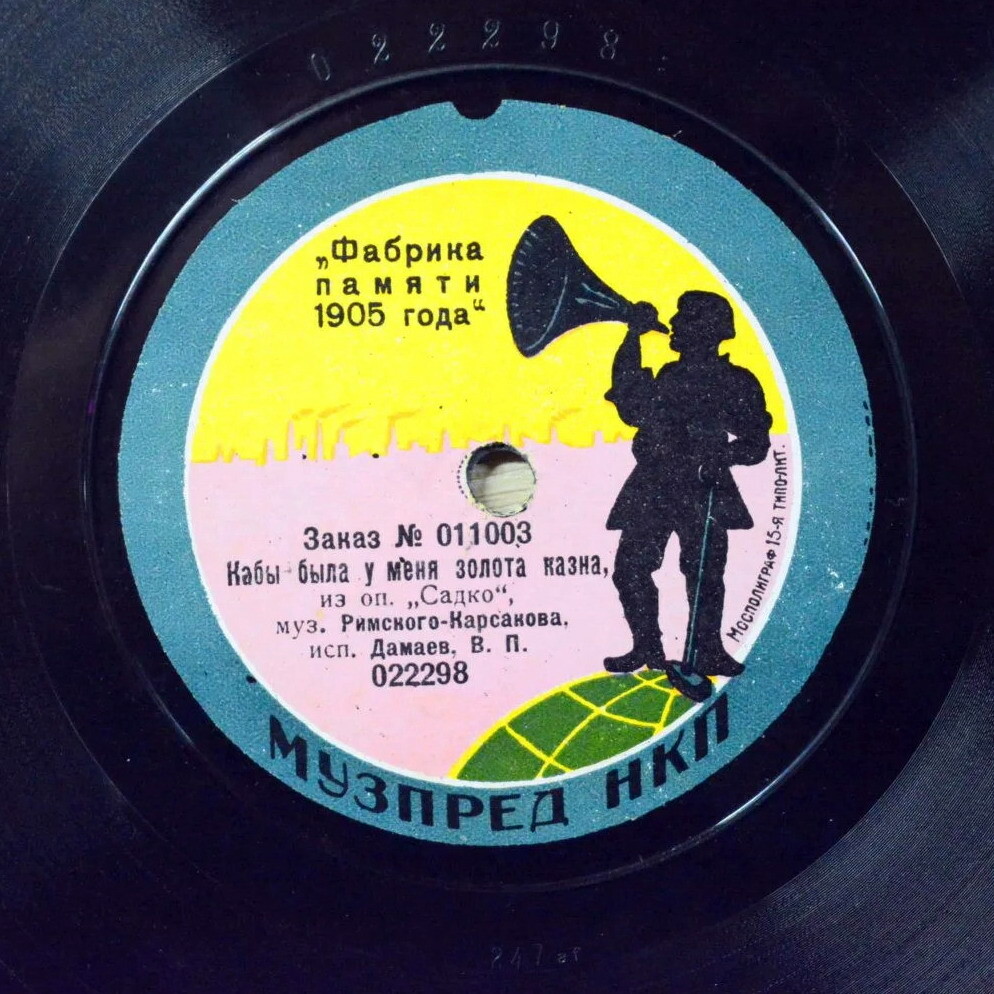 022298
„Фабрика
памяти
1905 года“
Заказ № 011003
Кабы была у меня золота казна,
из оп. „Садко“,
муз. Римского-Карсакова,
исп. Дамаев, В. П.
022298
Мосполиграф 15-я типо-лит.
МУЗПРЕД НКП